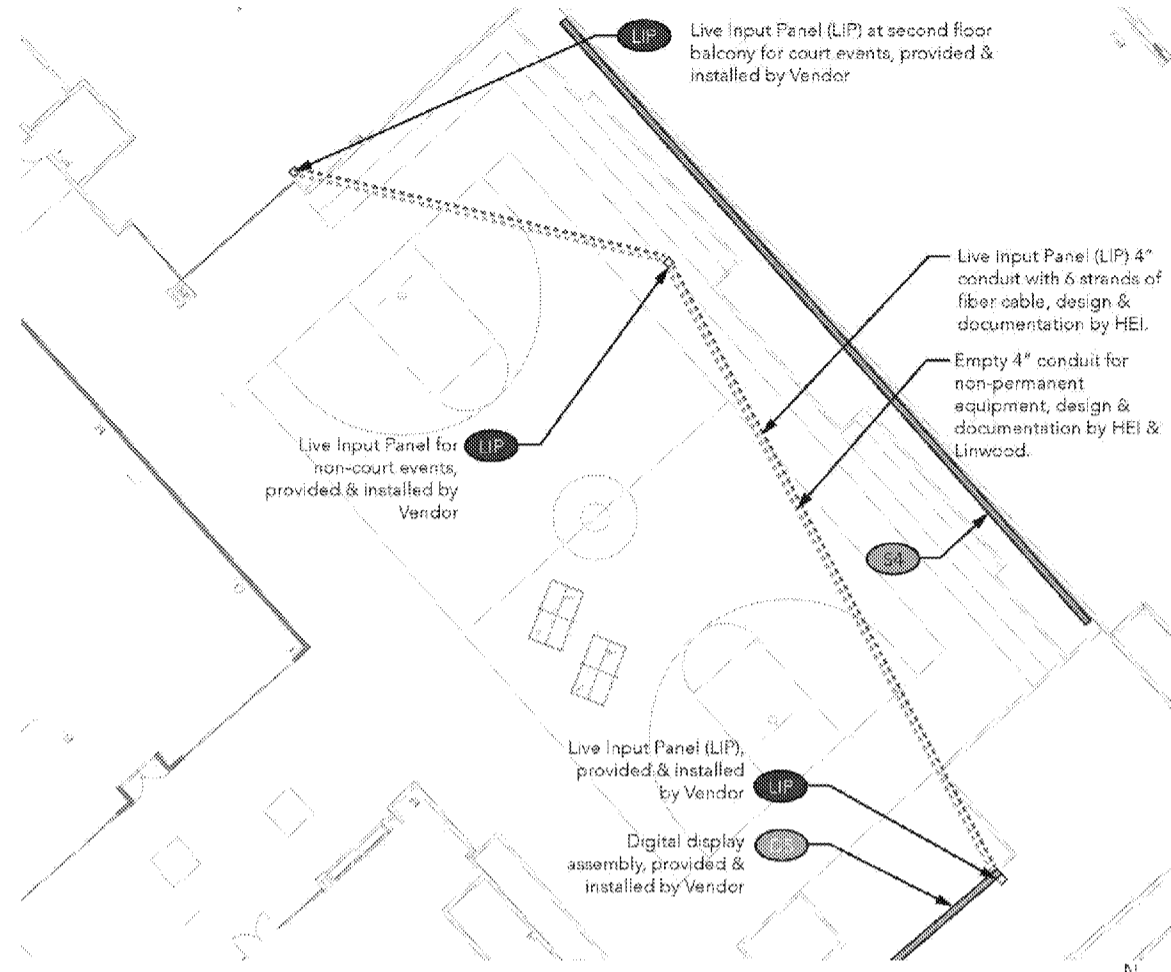 LIP
Live Input Panel (LIP) at second floor
balcony for court events, provided &
installed by Vendor
Live Input Panel (LIP) 4"
conduit with 6 strands of
fiber cable, design &
documentation by HEI.
Empty 4" conduit for
non-permanent
equipment, design &
documentation by HEI &
Linwood.
Live Input Panel for
non-court events,
provided & installed by
Vendor
LIP
S4
Live Input Panel (LIP),
provided & installed
by Vendor
LIP
Digital display
assembly, provided &
installed by Vendor
N